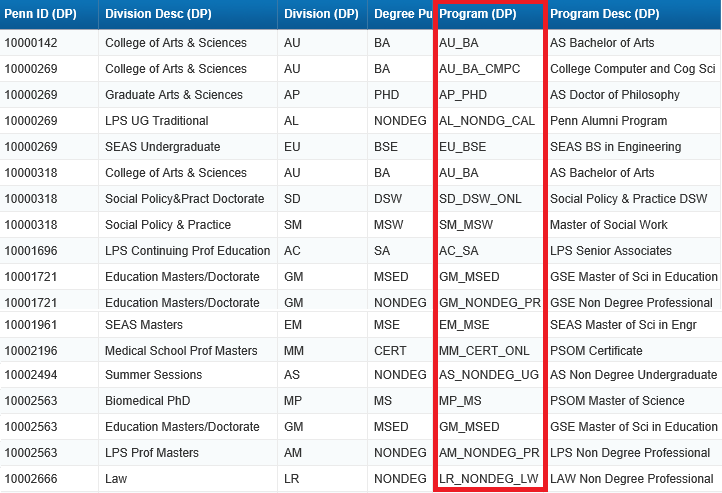 Penn ID (DP) Division Desc (DP) Division (DP) Degree Pu Program (DP) Program Desc (DP)
10000142 College of Arts & Sciences AU BA AU_BA AS Bachelor of Arts
10000269 College of Arts & Sciences AU BA AU_BA_CMPC College Computer and Cog Sci
10000269 Graduate Arts & Sciences AP PHD AP_PHD AS Doctor of Philosophy
10000269 LPS UG Traditional AL NONDEG AL_NONDG_CAL Penn Alumni Program
10000269 SEAS Undergraduate EU BSE EU_BSE SEAS BS in Engineering
10000318 College of Arts & Sciences AU BA AU_BA AS Bachelor of Arts
10000318 Social Policy&Pract Doctorate SD DSW SD_DSW_ONL Social Policy & Practice DSW
10000318 Social Policy & Practice SM MSW SM_MSW Master of Social Work
10001696 LPS Continuing Prof Education AC SA AC_SA LPS Senior Associates
10001721 Education Masters/Doctorate GM MSED GM_MSED GSE Master of Sci in Education
10001721 Education Masters/Doctorate GM NONDEG GM_NONDEG_PR GSE Non Degree Professional
10001961 SEAS Masters EM MSE EM_MSE SEAS Master of Sci in Engr
10002196 Medical School Prof Masters MM CERT MM_CERT_ONL PSOM Certificate
10002494 Summer Sessions AS NONDEG AS_NONDEG_UG AS Non Degree Undergraduate
10002563 Biomedical PhD MP MS MP_MS PSOM Master of Science
10002563 Education Masters/Doctorate GM MSED GM_MSED GSE Master of Sci in Education
10002563 LPS Prof Masters AM NONDEG AM_NONDEG_PR LPS Non Degree Professional
10002666 Law LR NONDEG LR_NONDEG_LW LAW Non Degree Professional